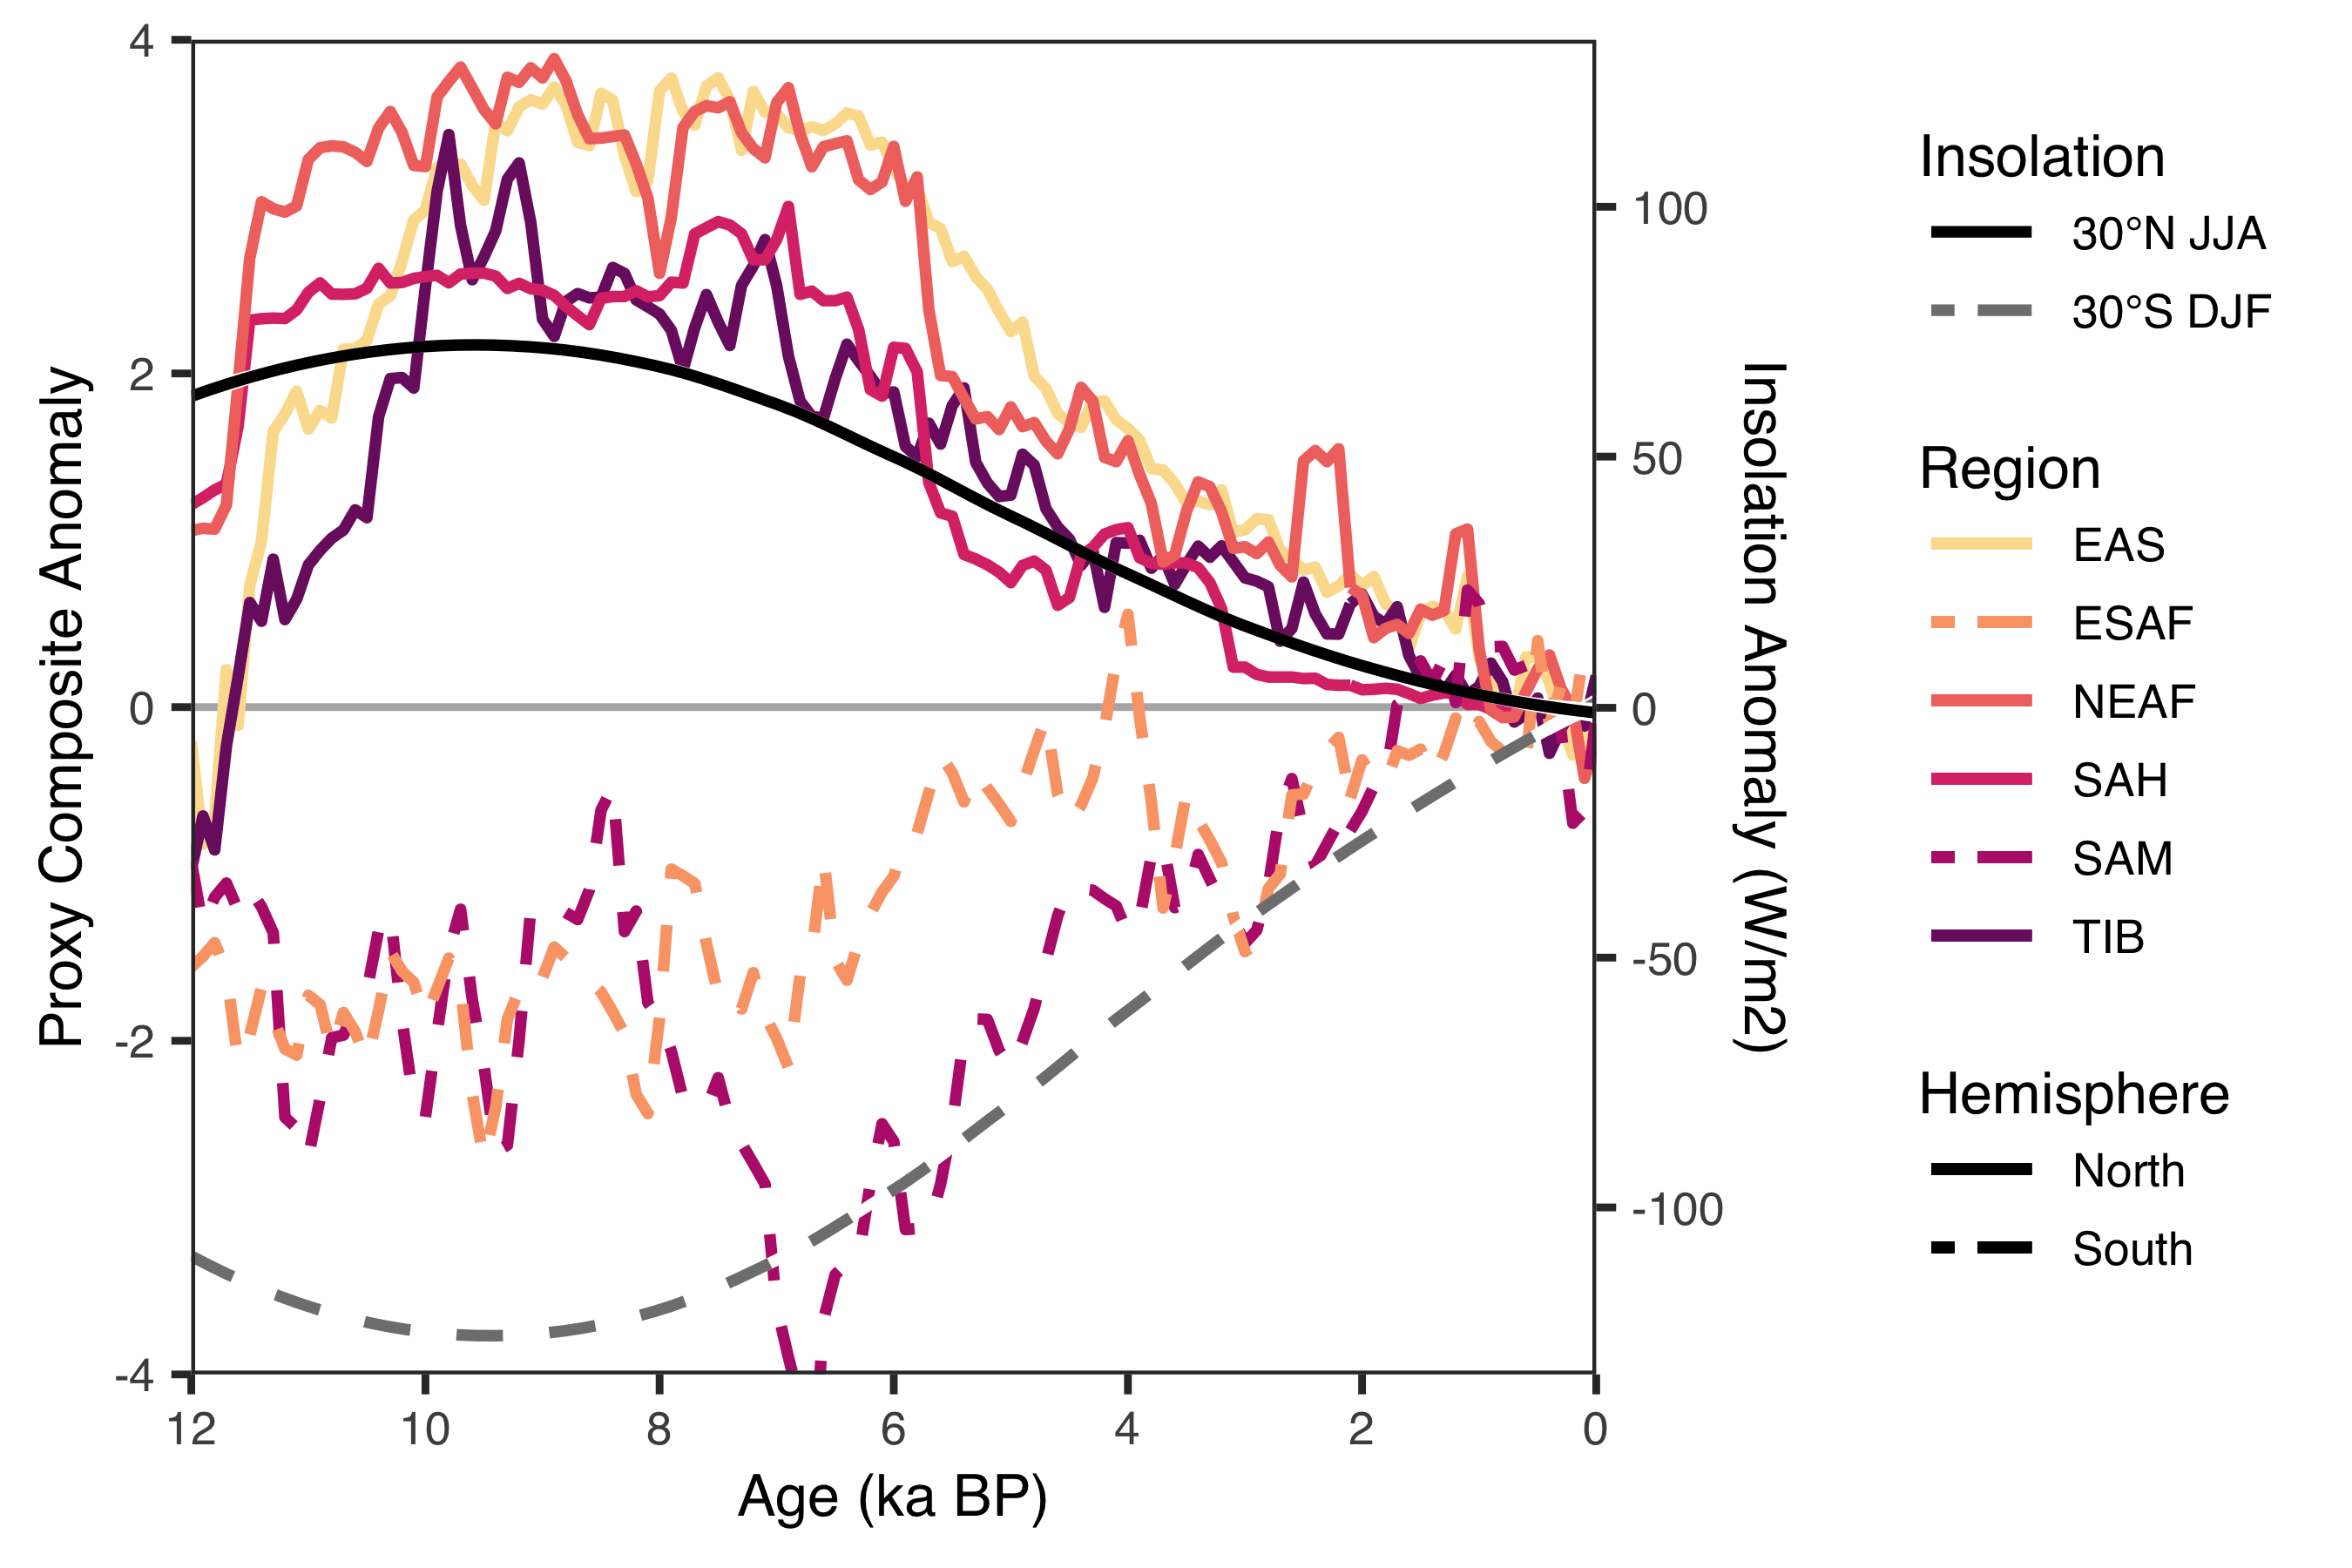 Proxy Composite Anomaly
4
2
0
-2
-4
12
10
8
6
4
2
0
Age (ka BP)
100
50
0
-50
-100
Insolation Anomaly (W/m2)
Insolation
30°N JJA
30°S DJF
Region
EAS
ESAF
NEAF
SAH
SAM
TIB
Hemisphere
North
South